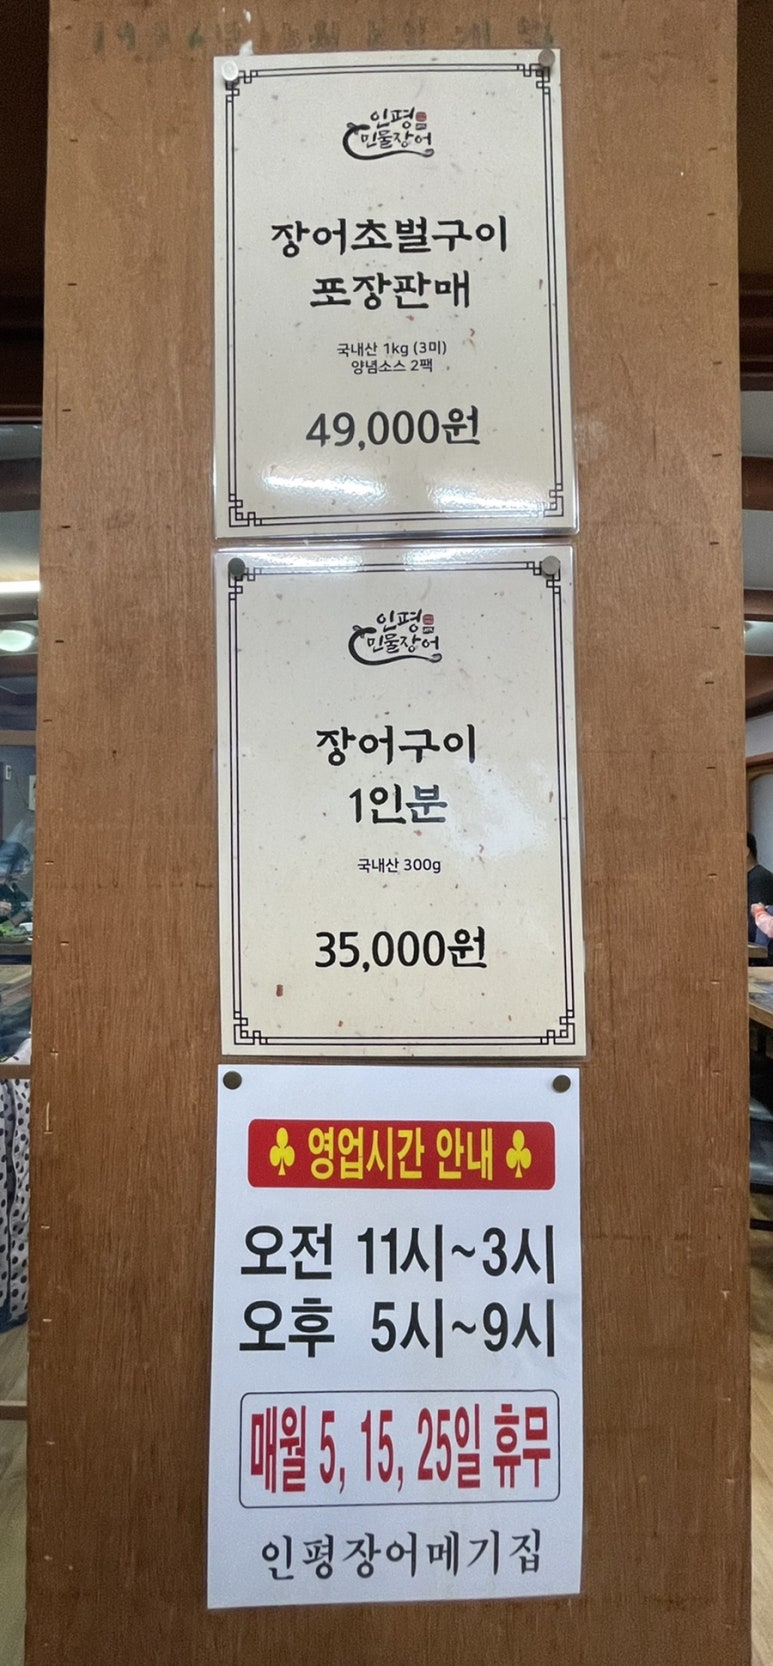 인평
민물장어
장어초벌구이
포장판매
국내산 1kg (3미)
양념소스 2팩
49,000원
인평
민물장어
장어구이
1인분
국내산 300g
35,000원
♣ 영업시간 안내 ♣
오전 11시~3시
오후 5시~9시
매월 5, 15, 25일 휴무
인평장어메기집